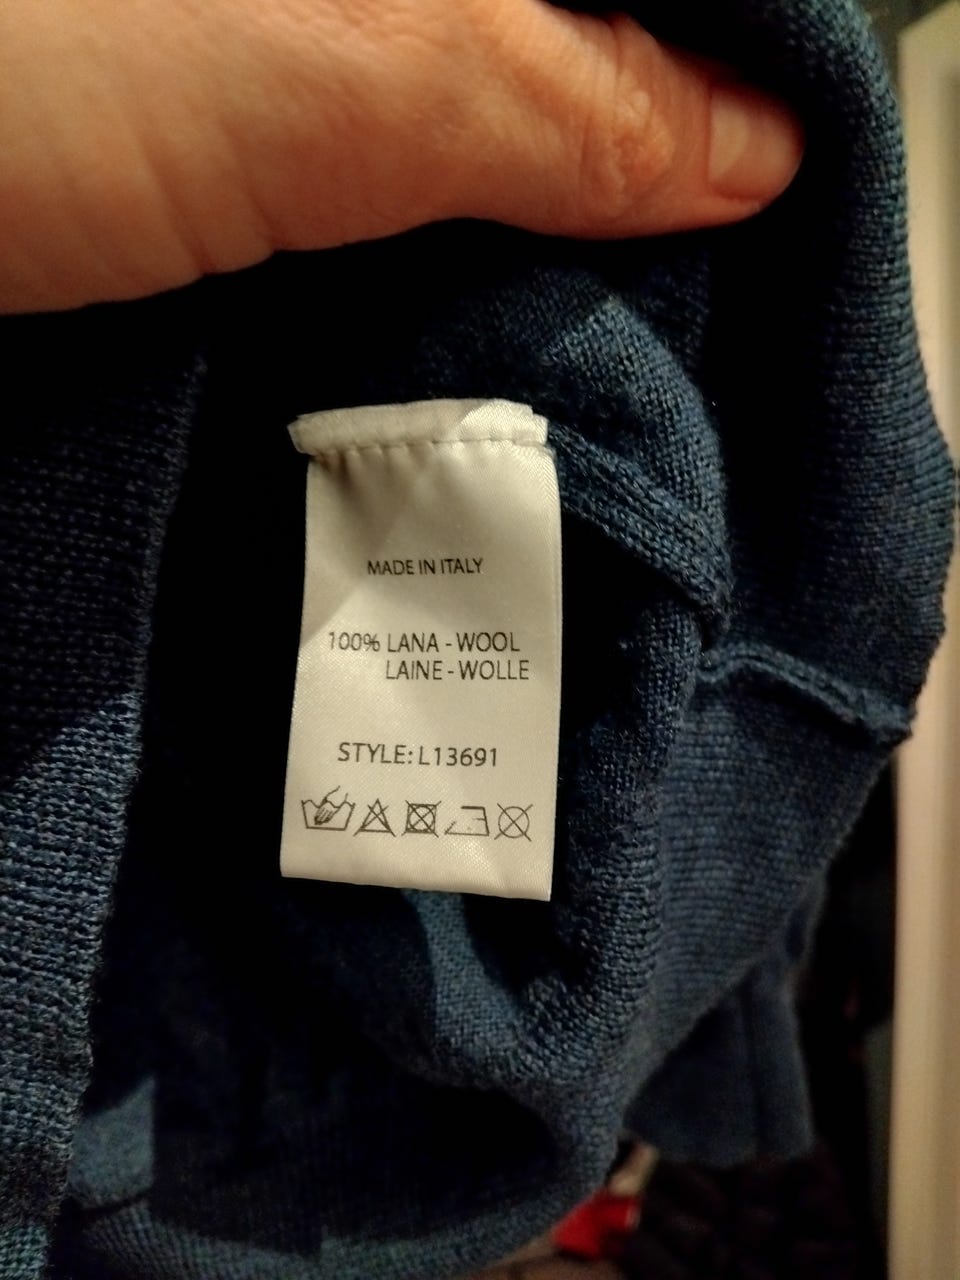 MADE IN ITALY
100% LANA - WOOL
LAINE - WOLLE
STYLE: L13691